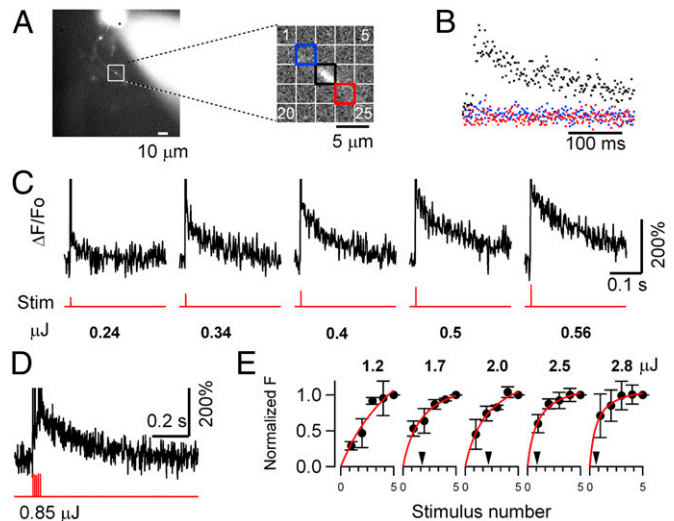 A
1 5
20 25
10 μm
5 μm
B
100 ms
C
ΔF/Fo
200%
0.1 s
Stim
μJ 0.24 0.34 0.4 0.5 0.56
D
0.2 s
200%
0.85 μJ
E
1.2 1.7 2.0 2.5 2.8 μJ
Normalized F
1.0
0.5
0.0
0 5 0 5 0 5 0 5 0 5
Stimulus number